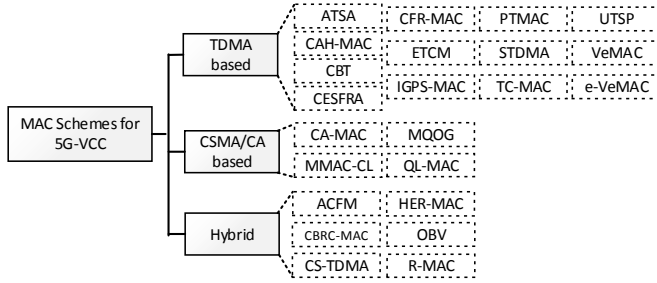 MAC Schemes for
5G-VCC
TDMA
based
ATSA
CAH-MAC
CBT
CESFRA
CFR-MAC
ETCM
IGPS-MAC
PTMAC
STDMA
TC-MAC
UTSP
VeMAC
e-VeMAC
CSMA/CA
based
CA-MAC
MQOG
MMAC-CL
QL-MAC
Hybrid
ACFM
HER-MAC
CBRC-MAC
OBV
CS-TDMA
R-MAC